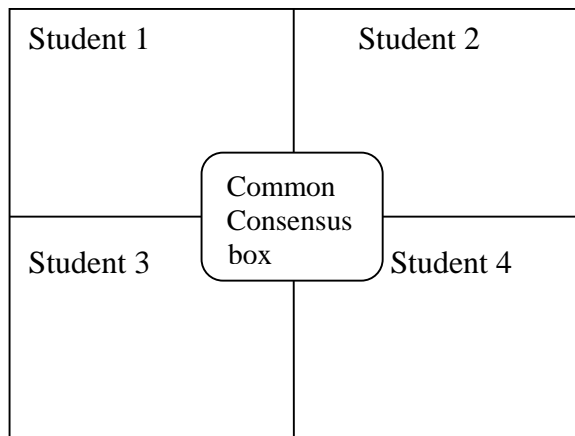 Student 1
Student 2
Common
Consensus
box
Student 3
Student 4